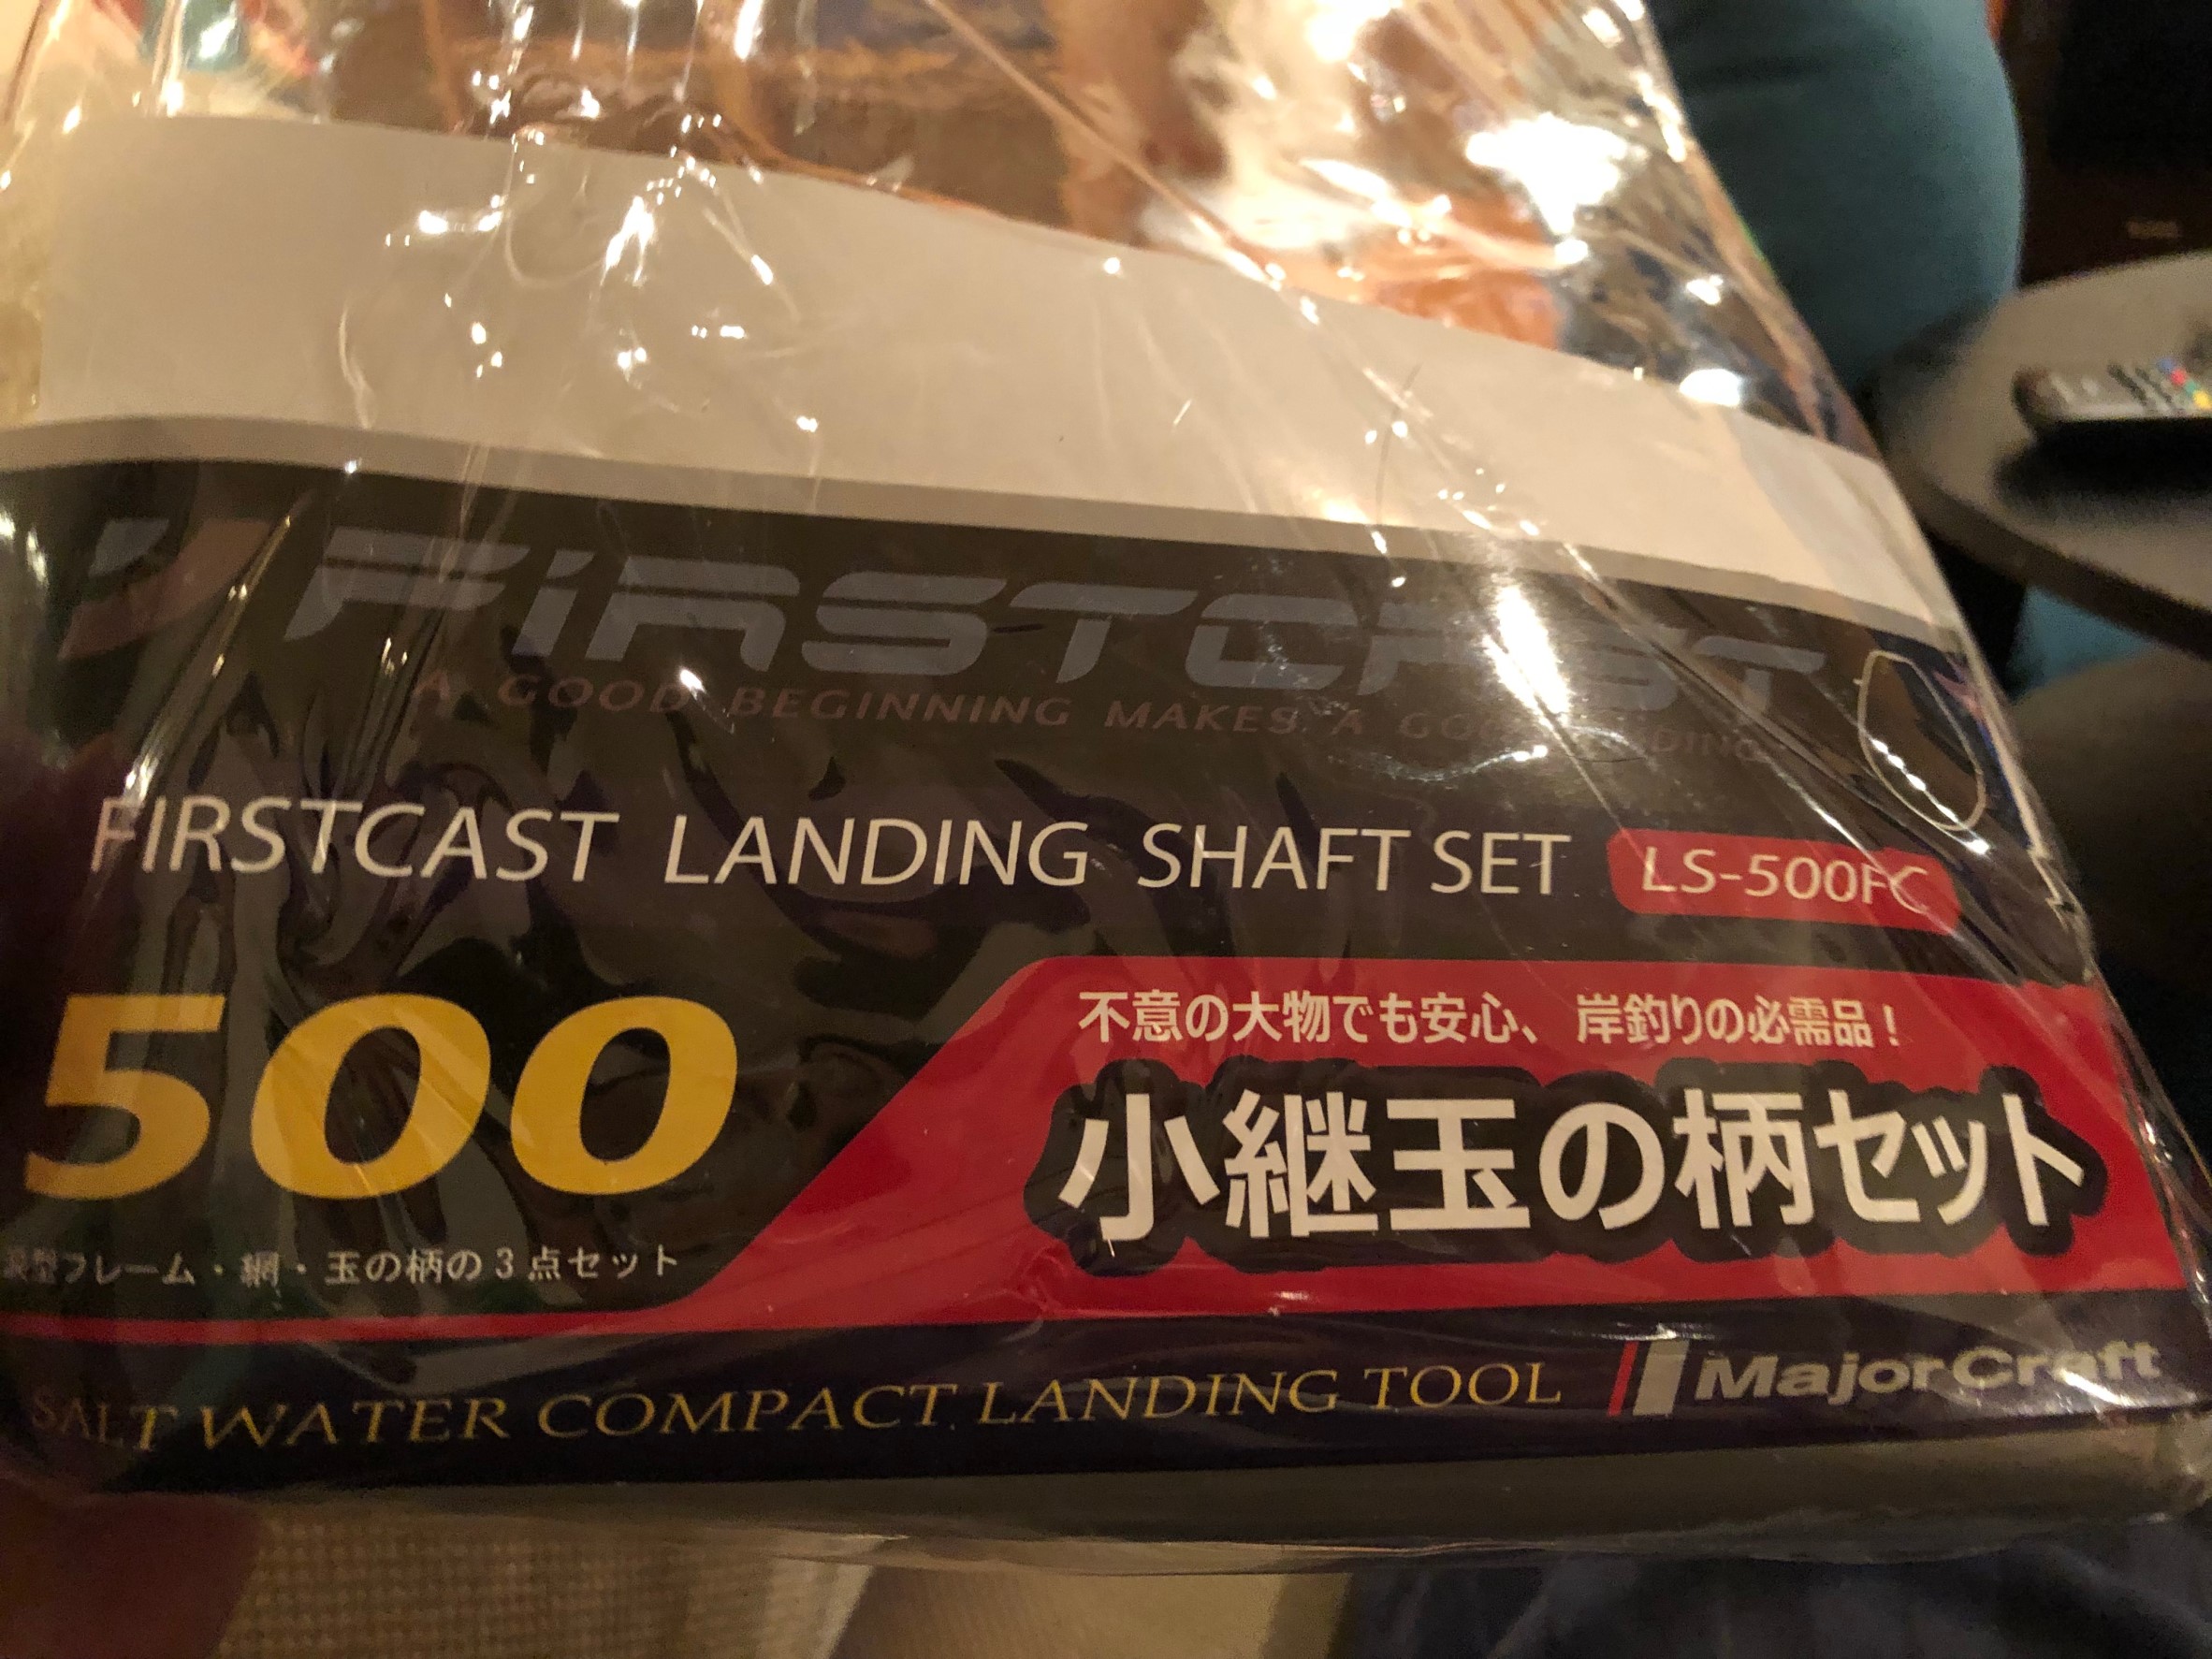 FIRSTCAST
A GOOD BEGINNING MAKES A GOOD
FIRSTCAST LANDING SHAFT SET LS-500FC
500
不意の大物でも安心、岸釣りの必需品！
小継玉の柄セット
フレーム・網・玉の柄の3点セット
SALT WATER COMPACT LANDING TOOL
MajorCraft